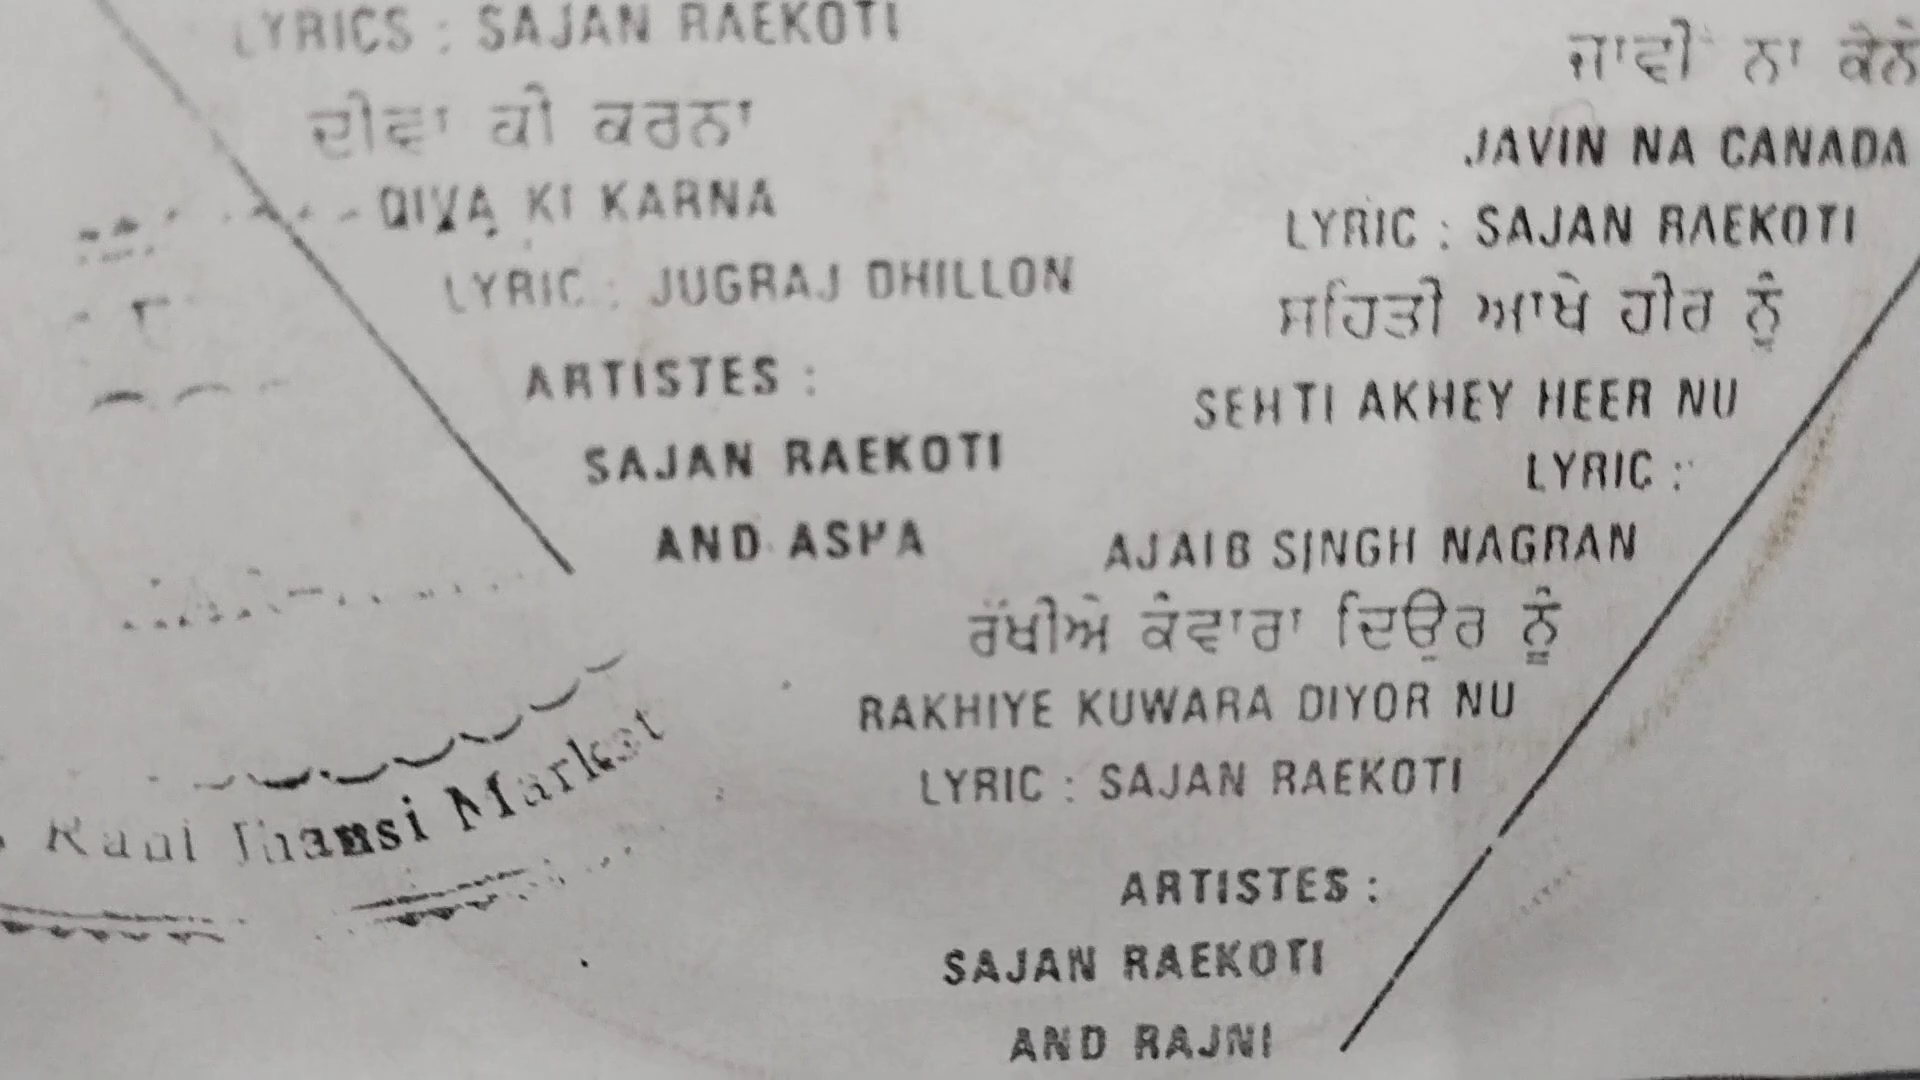 LYRICS : SAJAN RAEKOTI
ਦੀਵਾ ਕੀ ਕਰਨਾ
DIVA KI KARNA
LYRIC : JUGRAJ DHILLON
ARTISTES :
SAJAN RAEKOTI
AND ASHA
ਜਾਵੀਂ ਨਾ ਕੈਨੇ
JAVIN NA CANADA
LYRIC : SAJAN RAEKOTI
ਸਹਿਤੀ ਆਖੇ ਹੀਰ ਨੂੰ
SEHTI AKHEY HEER NU
LYRIC :
AJAIB SINGH NAGRAN
ਰੱਖੀਐ ਕੰਵਾਰਾ ਦਿਉਰ ਨੂੰ
RAKHIYE KUWARA DIYOR NU
LYRIC : SAJAN RAEKOTI
ARTISTES :
SAJAN RAEKOTI
AND RAJNI
Rani Jhansi Market